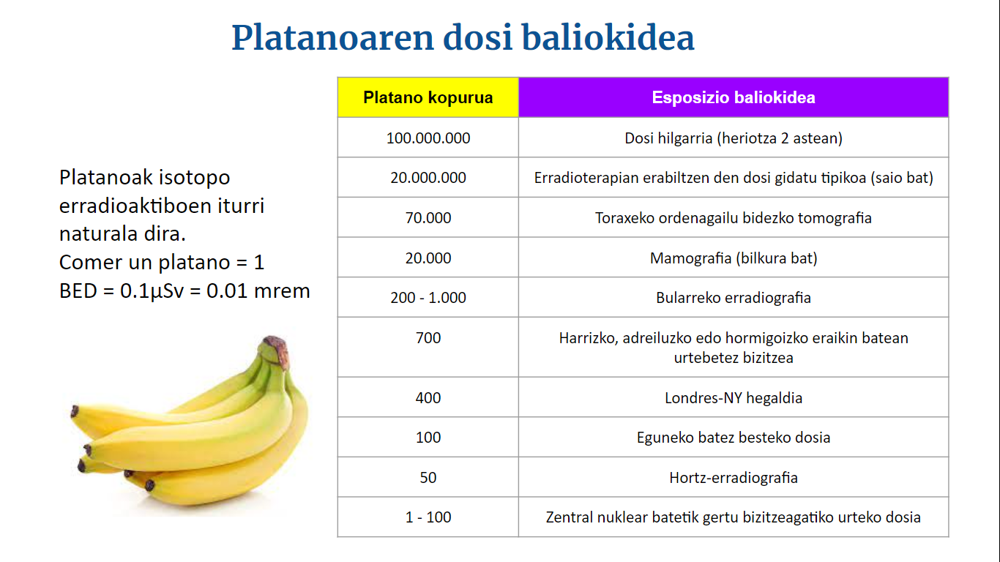 Platanoaren dosi baliokidea
Platanoak isotopo
erradioaktiboen iturri
naturala dira.
Comer un platano = 1
BED = 0.1µSv = 0.01 mrem
Platano kopurua Esposizio baliokidea
100.000.000 Dosi hilgarria (heriotza 2 astean)
20.000.000 Erradioterapian erabiltzen den dosi gidatu tipikoa (saio bat)
70.000 Toraxeko ordenagailu bidezko tomografia
20.000 Mamografia (bilkura bat)
200 - 1.000 Bularreko erradiografia
700 Harrizko, adreiluzko edo hormigoizko eraikin batean
urtebetez bizitzea
400 Londres-NY hegaldia
100 Eguneko batez besteko dosia
50 Hortz-erradiografia
1 - 100 Zentral nuklear batetik gertu bizitzeagatiko urteko dosia